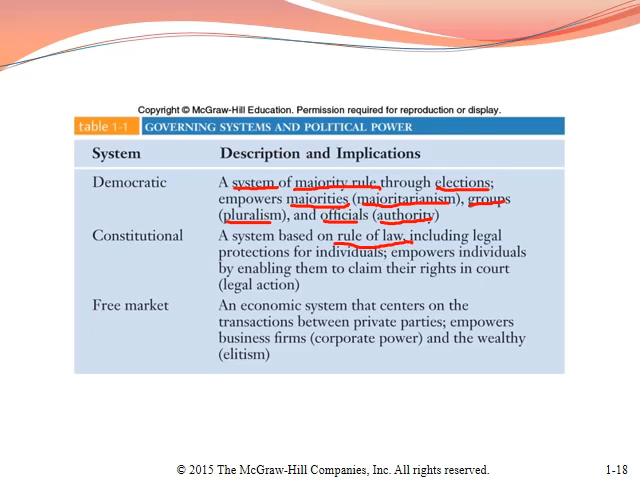 Copyright © McGraw-Hill Education. Permission required for reproduction or display.
table 1-1 GOVERNING SYSTEMS AND POLITICAL POWER
System Description and Implications
Democratic A system of majority rule through elections;
empowers majorities (majoritarianism), groups
(pluralism), and officials (authority)
Constitutional A system based on rule of law, including legal
protections for individuals; empowers individuals
by enabling them to claim their rights in court
(legal action)
Free market An economic system that centers on the
transactions between private parties; empowers
business firms (corporate power) and the wealthy
(elitism)
© 2015 The McGraw-Hill Companies, Inc. All rights reserved. 1-18